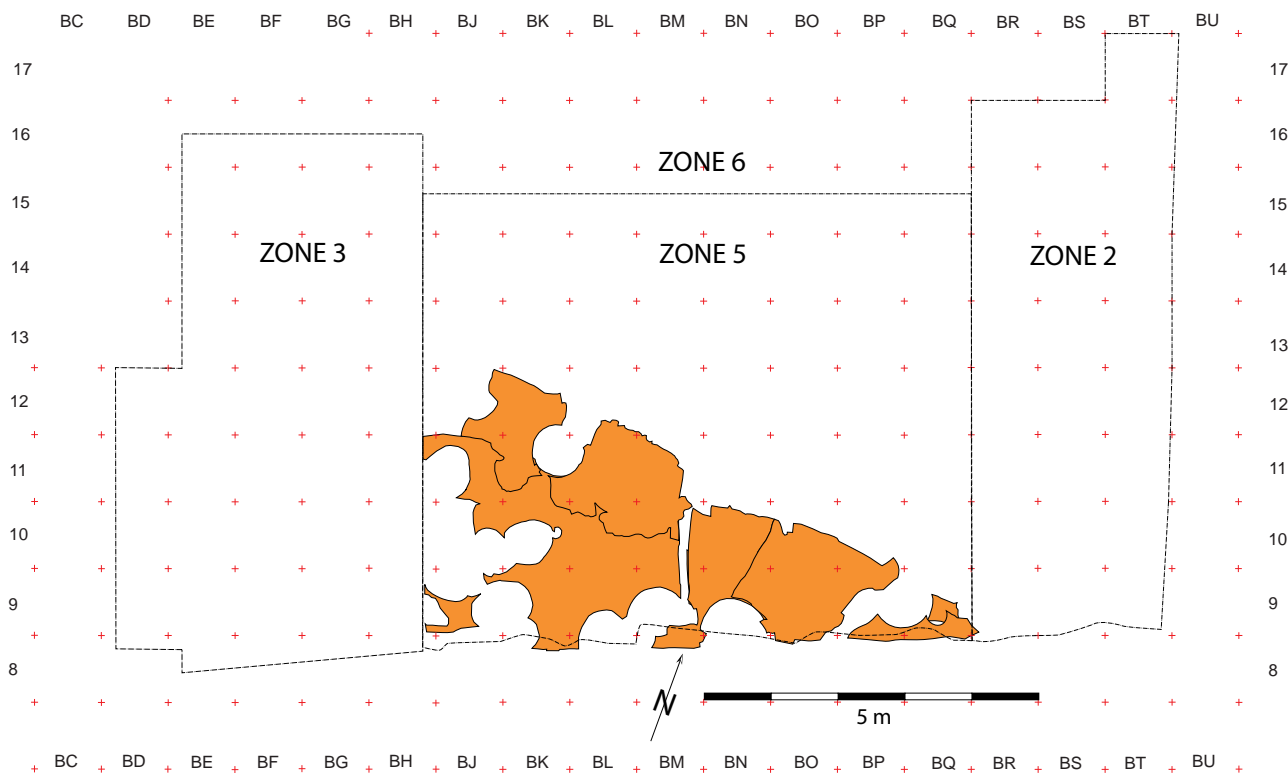 BC BD BE BF BG BH BJ BK BL BM BN BO BP BQ BR BS BT BU
17 17
16 16
ZONE 6
15 15
ZONE 3 ZONE 5 ZONE 2
14 14
13 13
12 12
11 11
10 10
9 9
8 8
N
5 m
BC BD BE BF BG BH BJ BK BL BM BN BO BP BQ BR BS BT BU